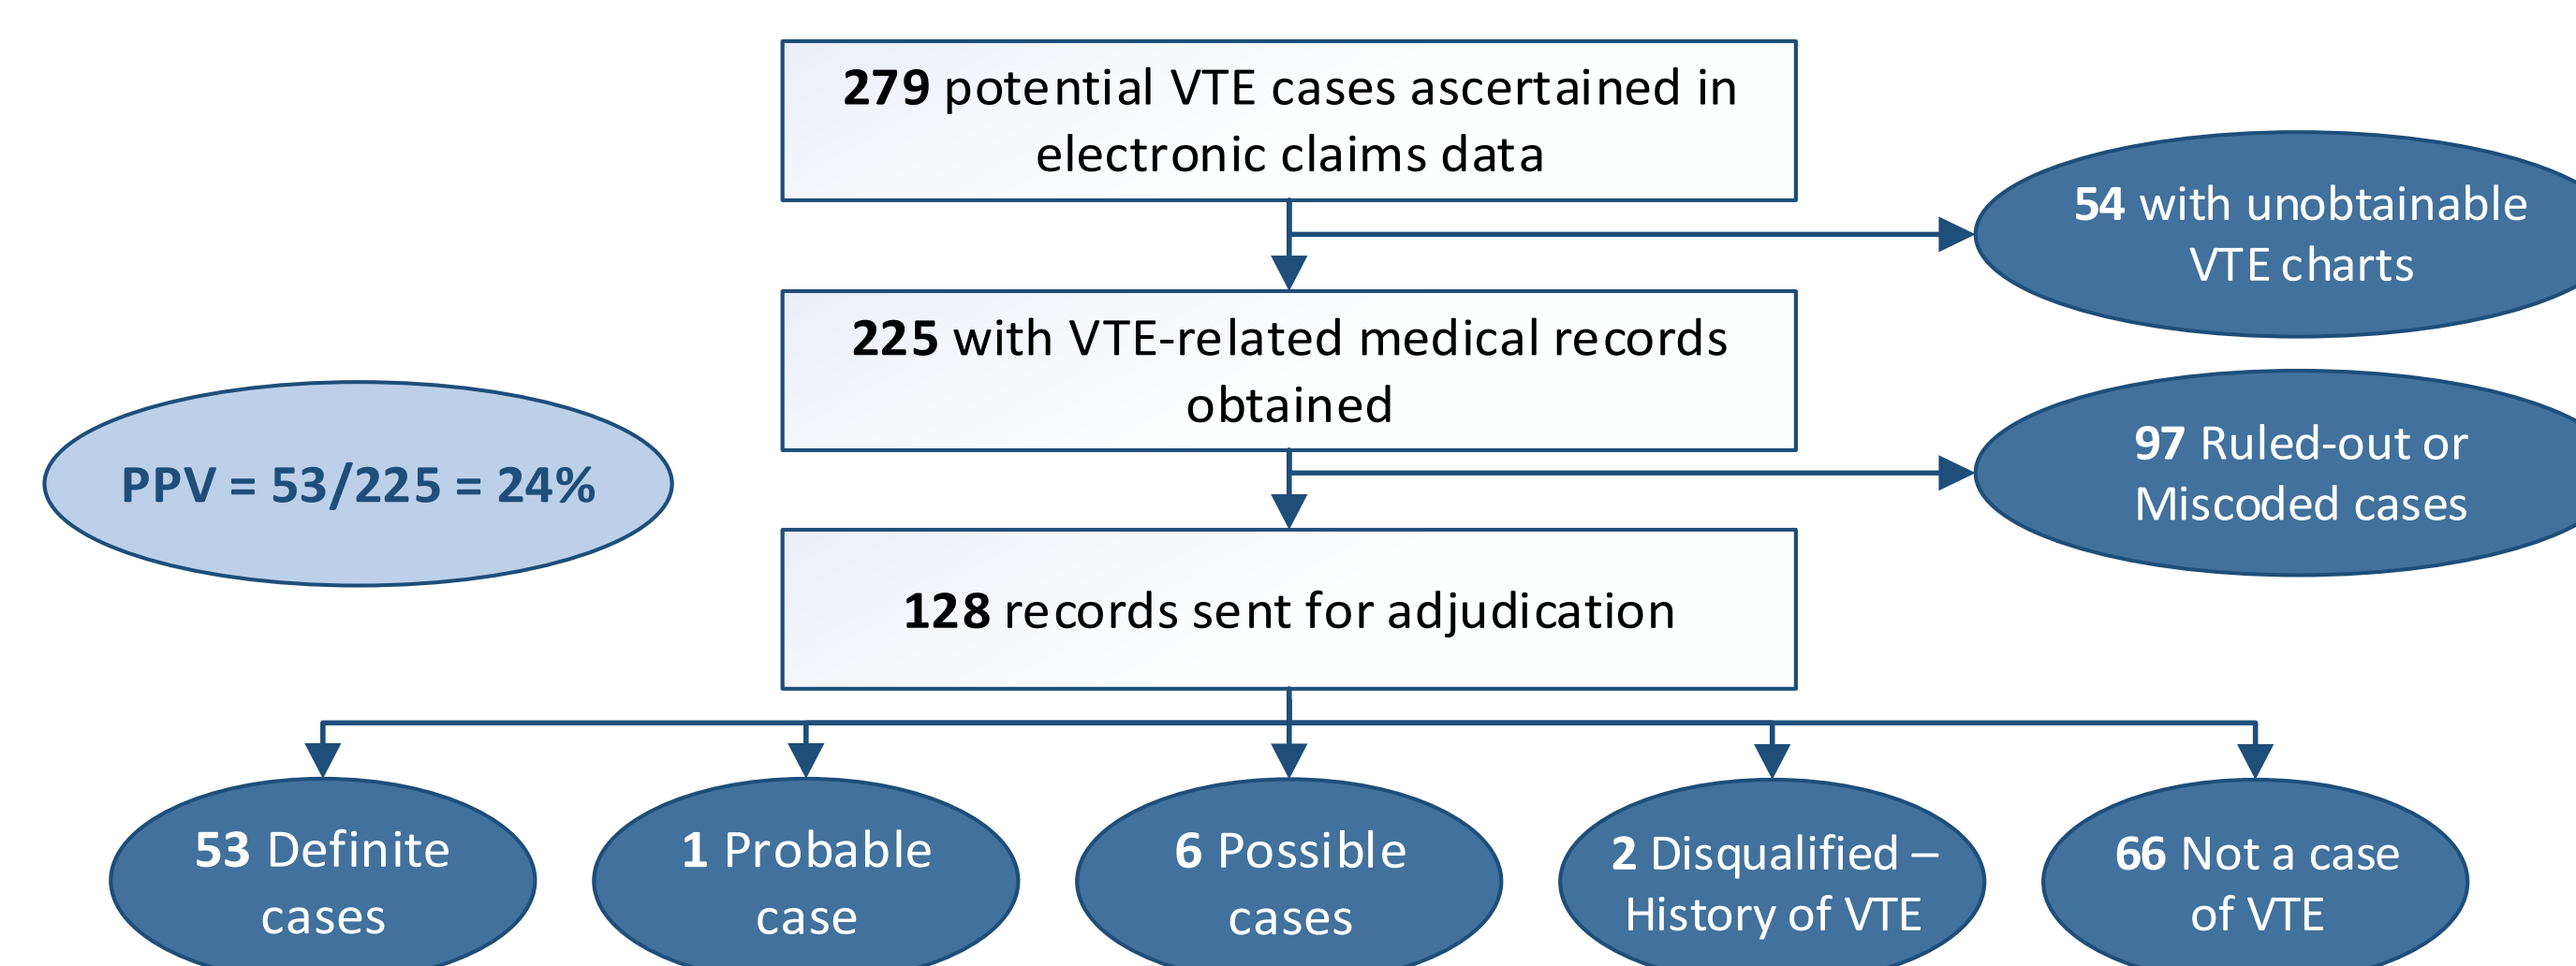 279 potential VTE cases ascertained in
electronic claims data
54 with unobtainable
VTE charts
225 with VTE-related medical records
obtained
97 Ruled-out or
Miscoded cases
PPV = 53/225 = 24%
128 records sent for adjudication
53 Definite
cases
1 Probable
case
6 Possible
cases
2 Disqualified –
History of VTE
66 Not a case
of VTE